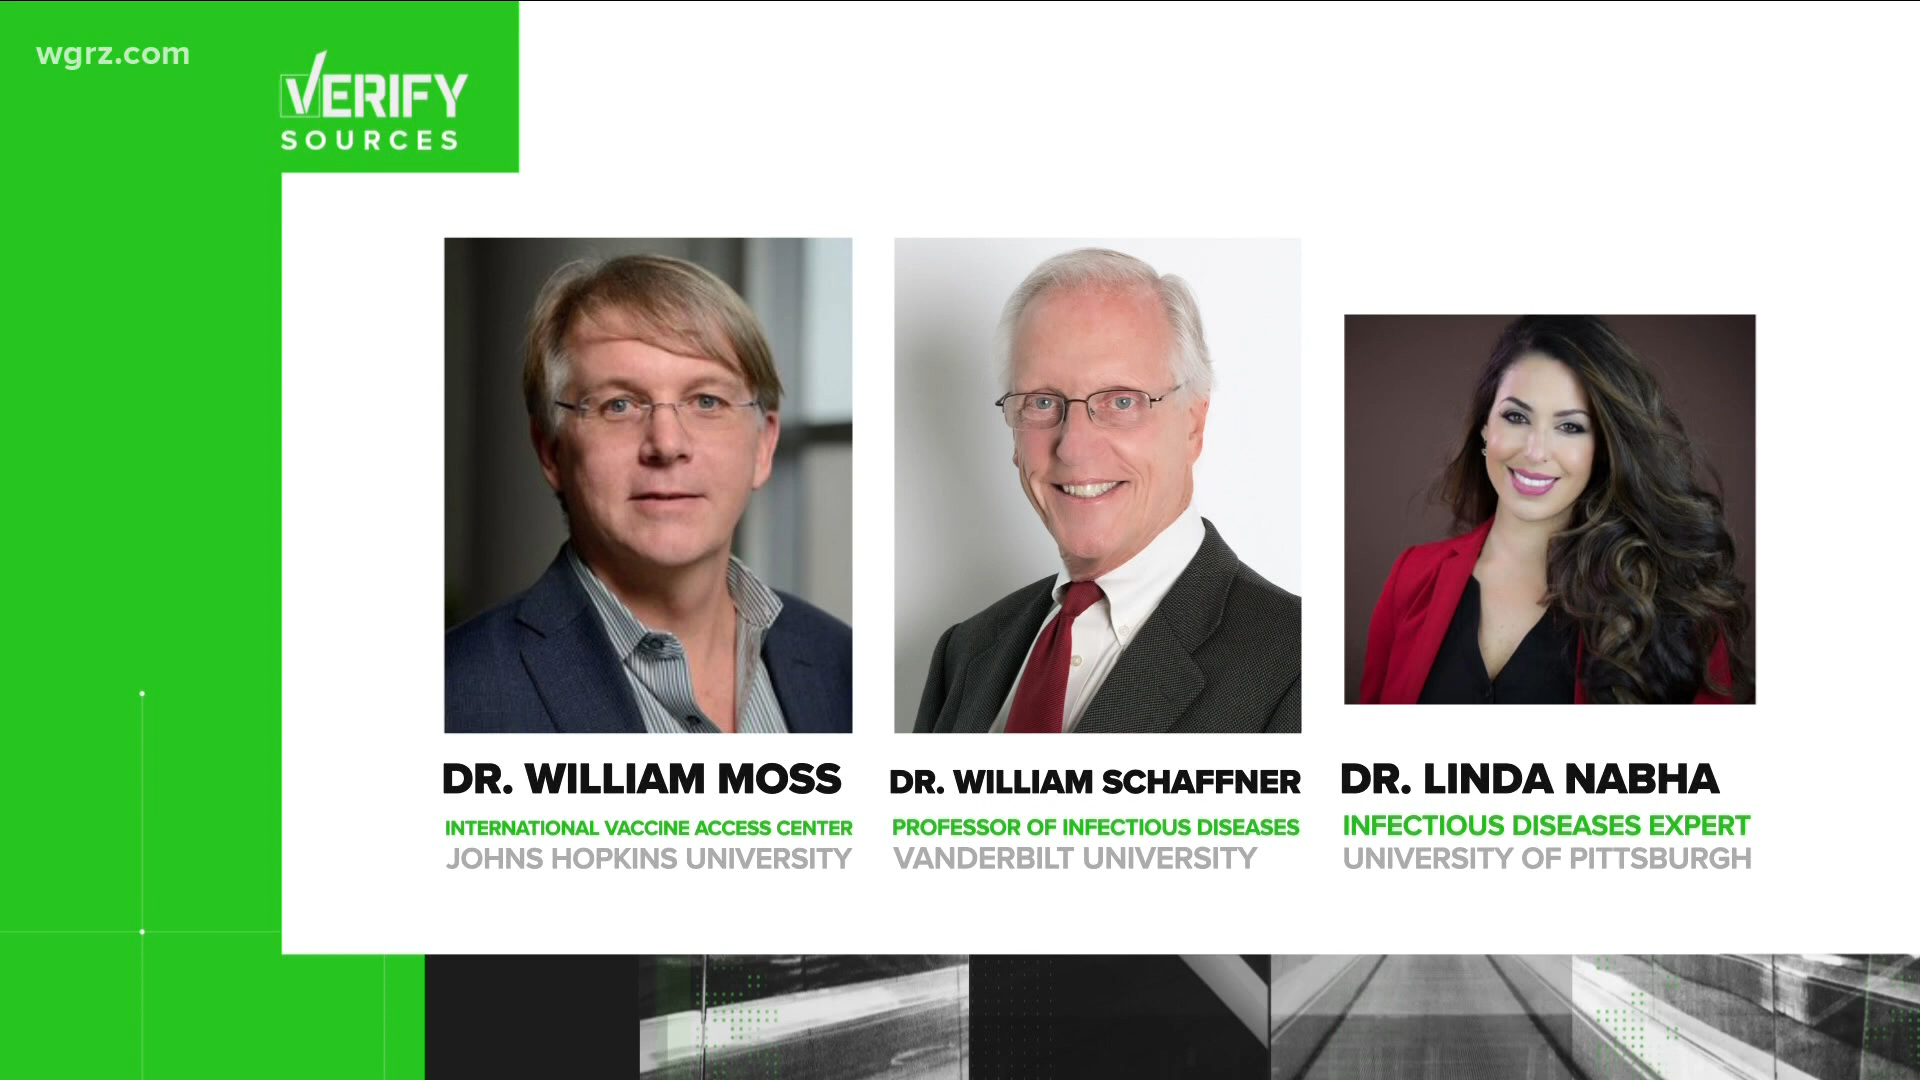 wgrz.com
VERIFY
SOURCES
DR. WILLIAM MOSS
INTERNATIONAL VACCINE ACCESS CENTER
JOHNS HOPKINS UNIVERSITY
DR. WILLIAM SCHAFFNER
PROFESSOR OF INFECTIOUS DISEASES
VANDERBILT UNIVERSITY
DR. LINDA NABHA
INFECTIOUS DISEASES EXPERT
UNIVERSITY OF PITTSBURGH